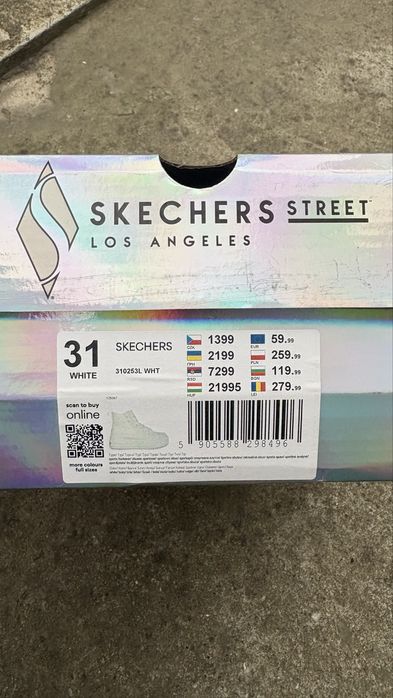 SKECHERS STREET
LOS ANGELES
31
WHITE
SKECHERS
310253L WHT
CZK 1399
2199
RSD 7299
HUF 21995
EUR 59.99
PLN 259.99
BGN 119.99
LEI 279.99
scan to buy
online
more colours
full sizes
5 905588 298496